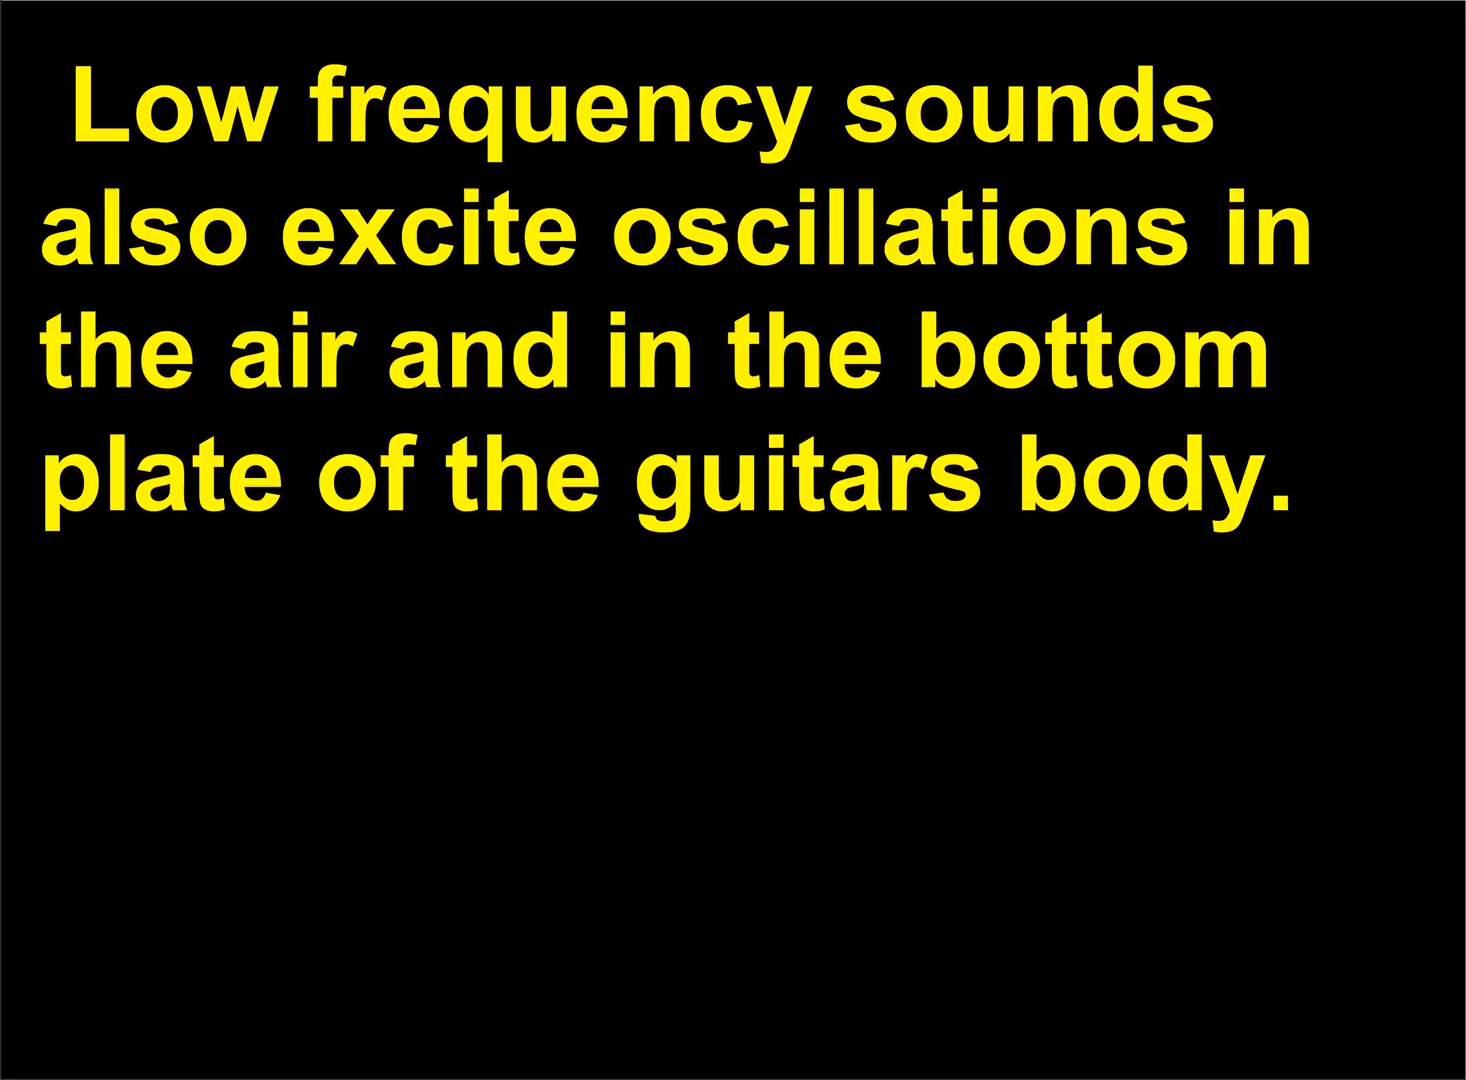 Low frequency sounds
also excite oscillations in
the air and in the bottom
plate of the guitars body.